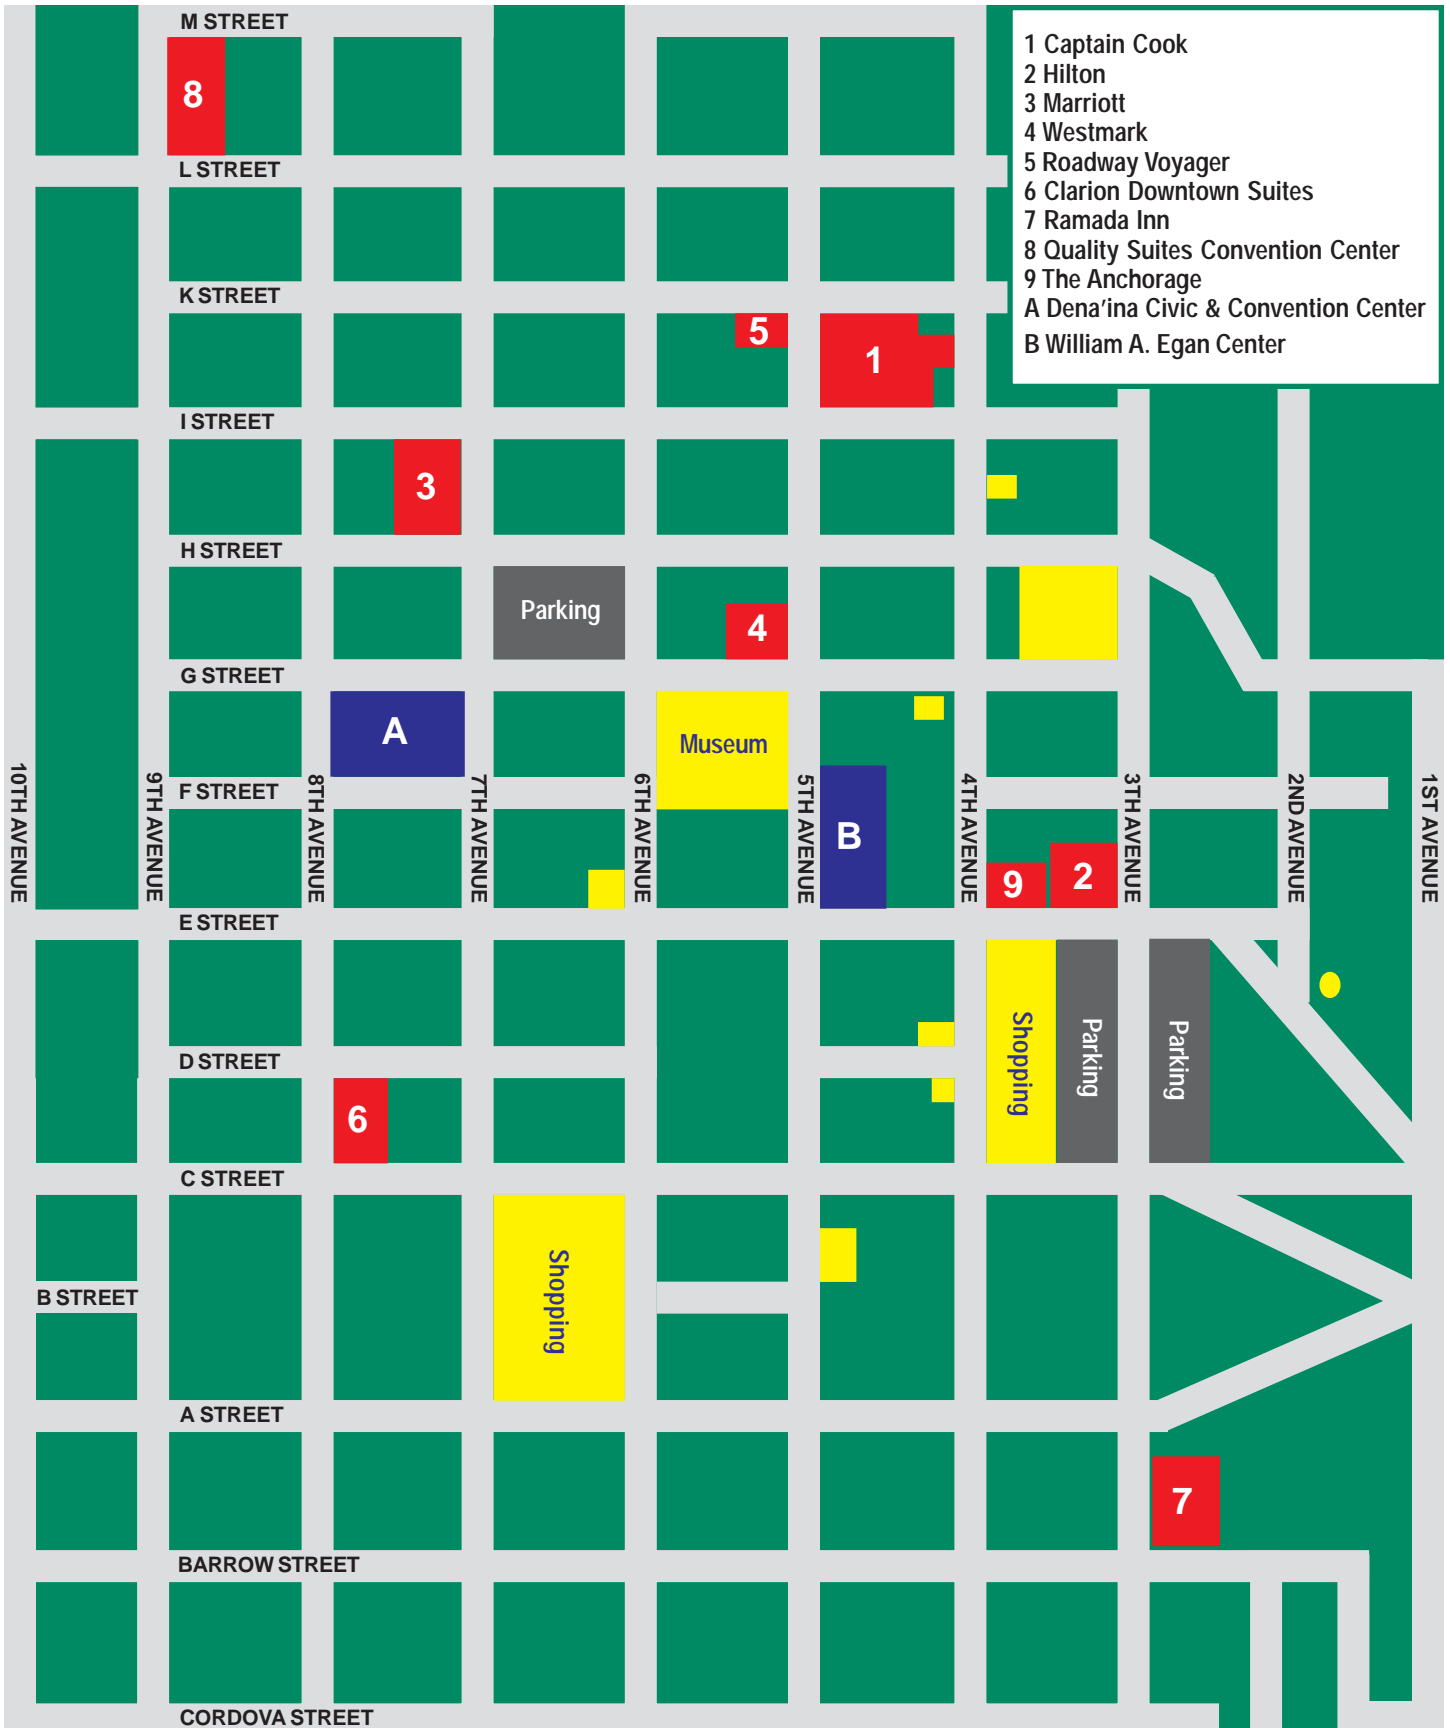 M STREET
1 Captain Cook
2 Hilton
3 Marriott
4 Westmark
5 Roadway Voyager
6 Clarion Downtown Suites
7 Ramada Inn
8 Quality Suites Convention Center
9 The Anchorage
A Dena'ina Civic & Convention Center
B William A. Egan Center
8
L STREET
K STREET
5
1
I STREET
3
H STREET
Parking
4
G STREET
A
Museum
F STREET
B
9
2
10TH AVENUE
9TH AVENUE
8TH AVENUE
7TH AVENUE
6TH AVENUE
5TH AVENUE
4TH AVENUE
3TH AVENUE
2ND AVENUE
1ST AVENUE
E STREET
Shopping
Parking
Parking
D STREET
6
C STREET
B STREET
Shopping
A STREET
7
BARROW STREET
CORDOVA STREET